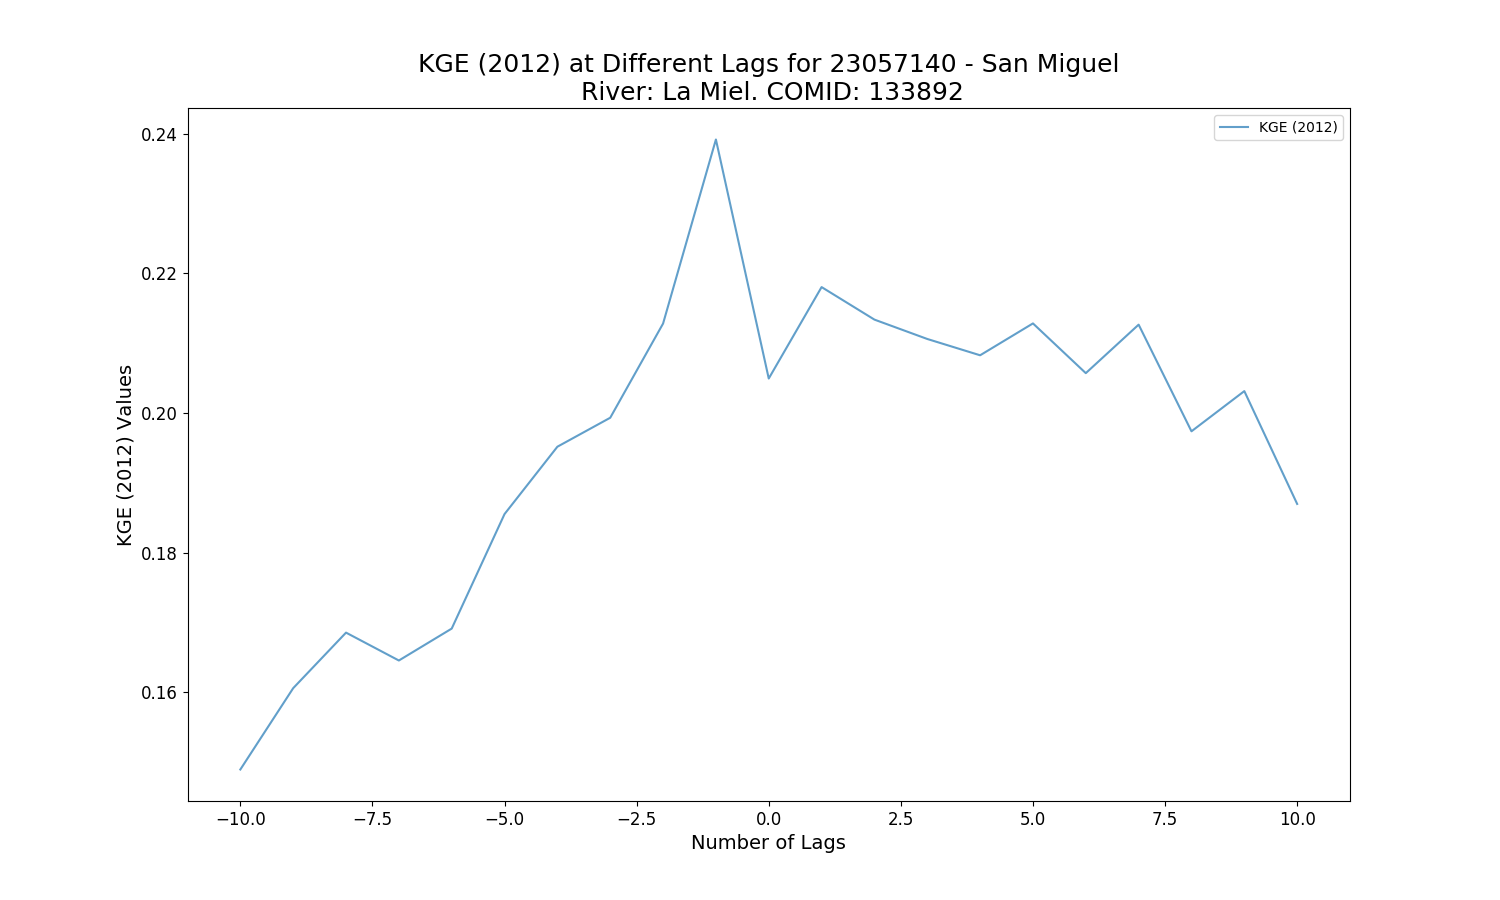 KGE (2012) at Different Lags for 23057140 - San Miguel
River: La Miel. COMID: 133892
KGE (2012)
0.24
0.22
0.20
0.18
0.16
KGE (2012) Values
−10.0 −7.5 −5.0 −2.5 0.0 2.5 5.0 7.5 10.0
Number of Lags